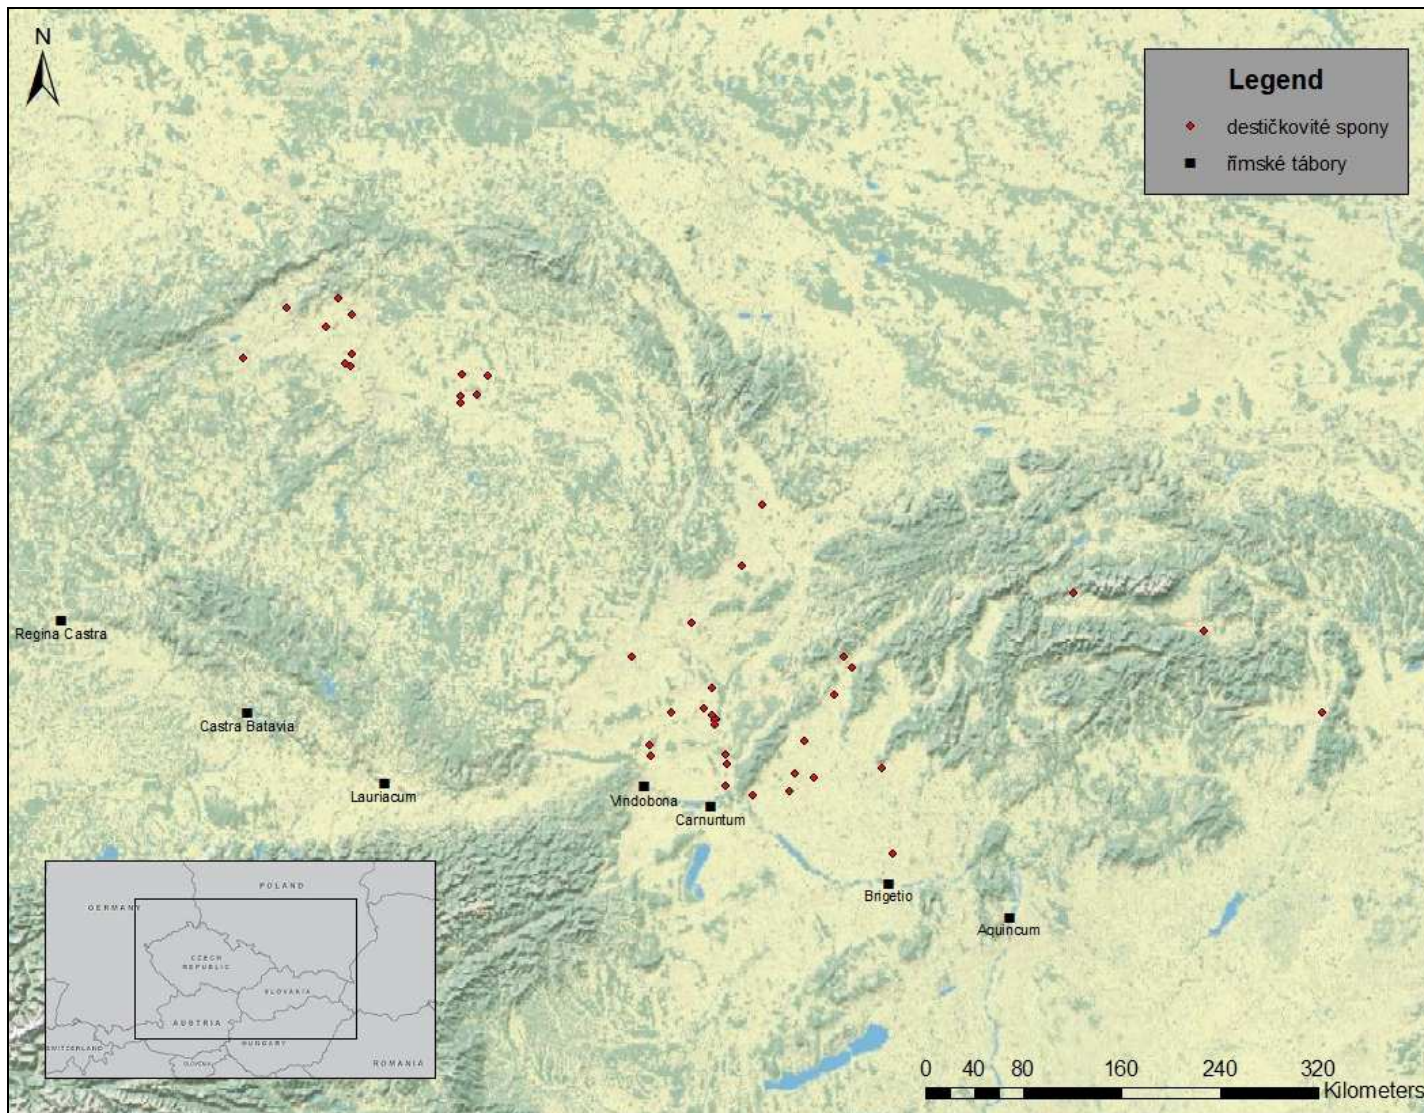 N
Legend
destičkovité spony
římské tábory
Regina Castra
Castra Batavia
Lauriacum
Vindobona
Carnuntum
Brigetio
Aquincum
POLAND
GERMANY
CZECH
REPUBLIC
SLOVAKIA
AUSTRIA
HUNGARY
SWITZERLAND
ROMANIA
0 40 80 160 240 320
Kilometers